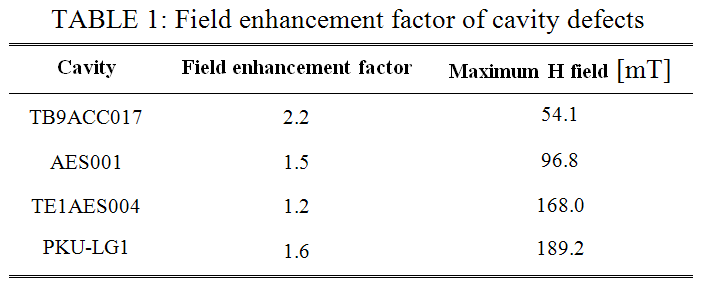 TABLE 1: Field enhancement factor of cavity defects
Cavity Field enhancement factor Maximum H field [mT]
TB9ACC017 2.2 54.1
AES001 1.5 96.8
TE1AES004 1.2 168.0
PKU-LG1 1.6 189.2